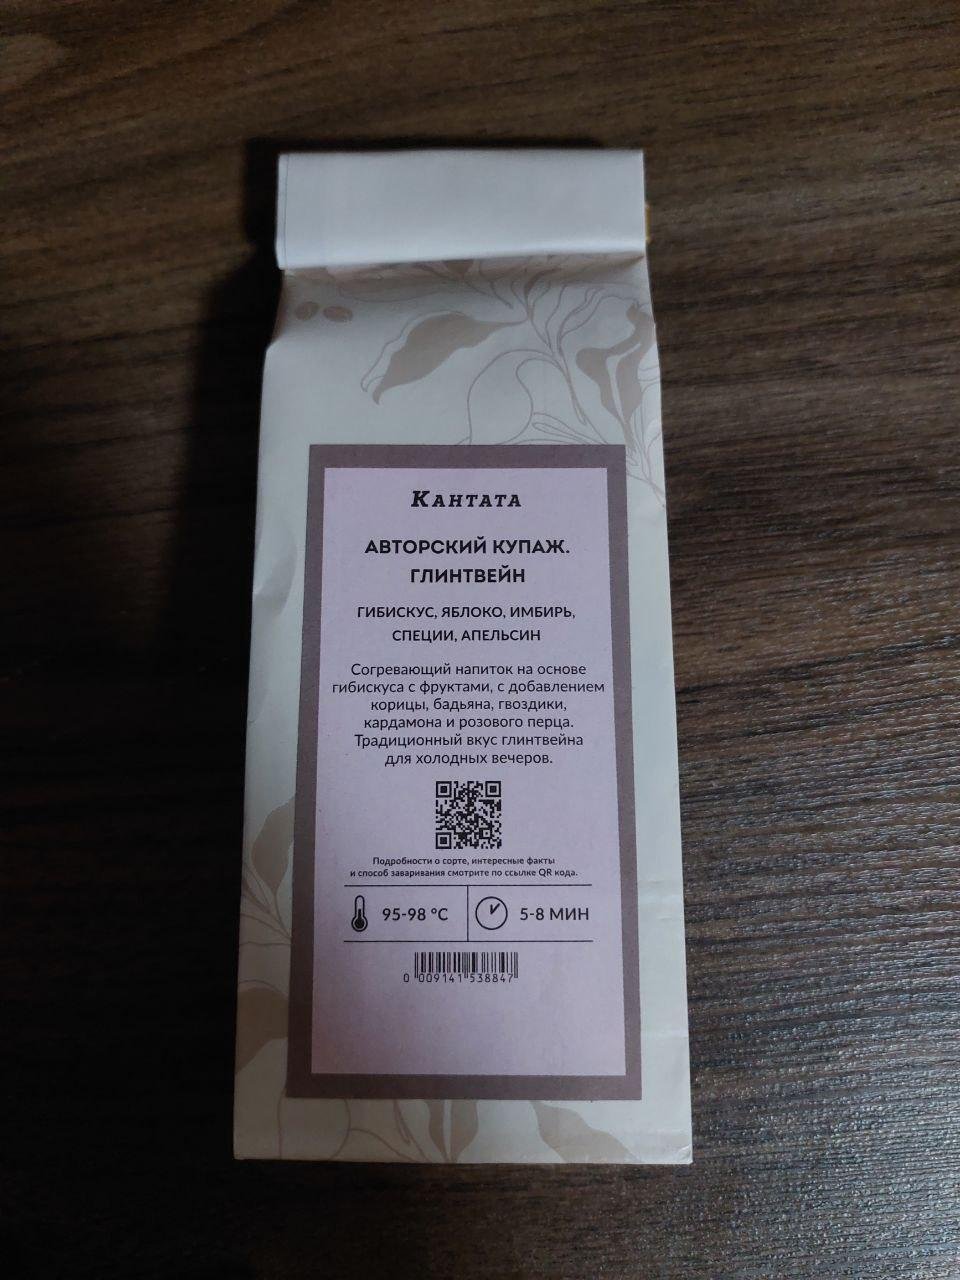 Кантата
АВТОРСКИЙ КУПАЖ.
ГЛИНТВЕЙН
ГИБИСКУС, ЯБЛОКО, ИМБИРЬ,
СПЕЦИИ, АПЕЛЬСИН
Согревающий напиток на основе
гибискуса с фруктами, с добавлением
корицы, бадьяна, гвоздики,
кардамона и розового перца.
Традиционный вкус глинтвейна
для холодных вечеров.
Подробности о сорте, интересные факты
и способ заваривания смотрите по ссылке QR кода.
95-98 °C 5-8 МИН
0 009141 538847